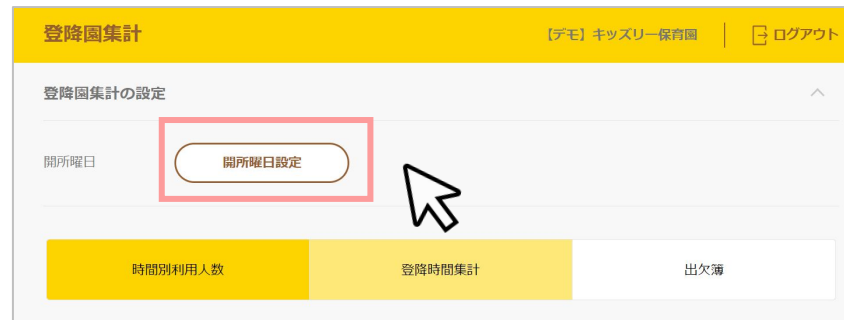 登降園集計
【デモ】キッズリー保育園
ログアウト
登降園集計の設定
開所曜日
開所曜日設定
時間別利用人数
登降時間集計
出欠簿